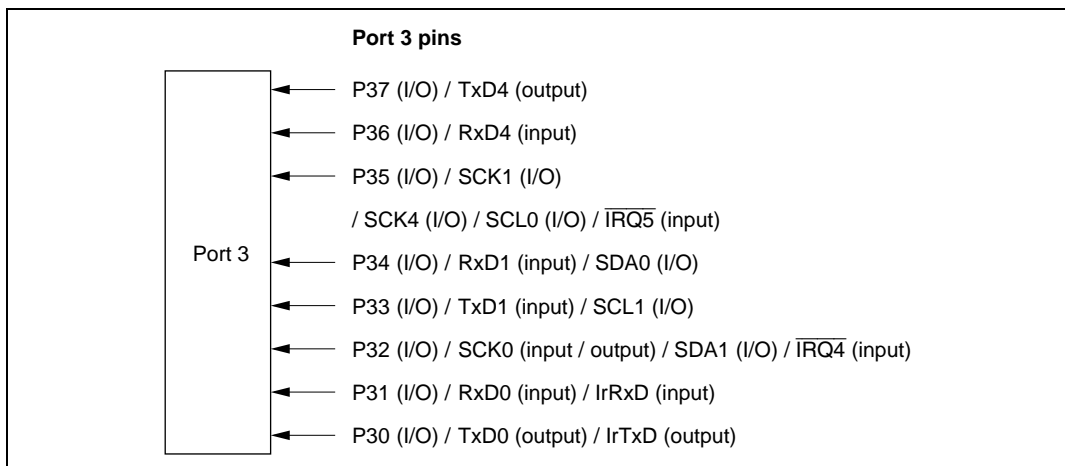 Port 3 pins
P37 (I/O) / TxD4 (output)
P36 (I/O) / RxD4 (input)
P35 (I/O) / SCK1 (I/O)
/ SCK4 (I/O) / SCL0 (I/O) / I̅R̅Q̅5̅ (input)
Port 3
P34 (I/O) / RxD1 (input) / SDA0 (I/O)
P33 (I/O) / TxD1 (input) / SCL1 (I/O)
P32 (I/O) / SCK0 (input / output) / SDA1 (I/O) / I̅R̅Q̅4̅ (input)
P31 (I/O) / RxD0 (input) / IrRxD (input)
P30 (I/O) / TxD0 (output) / IrTxD (output)